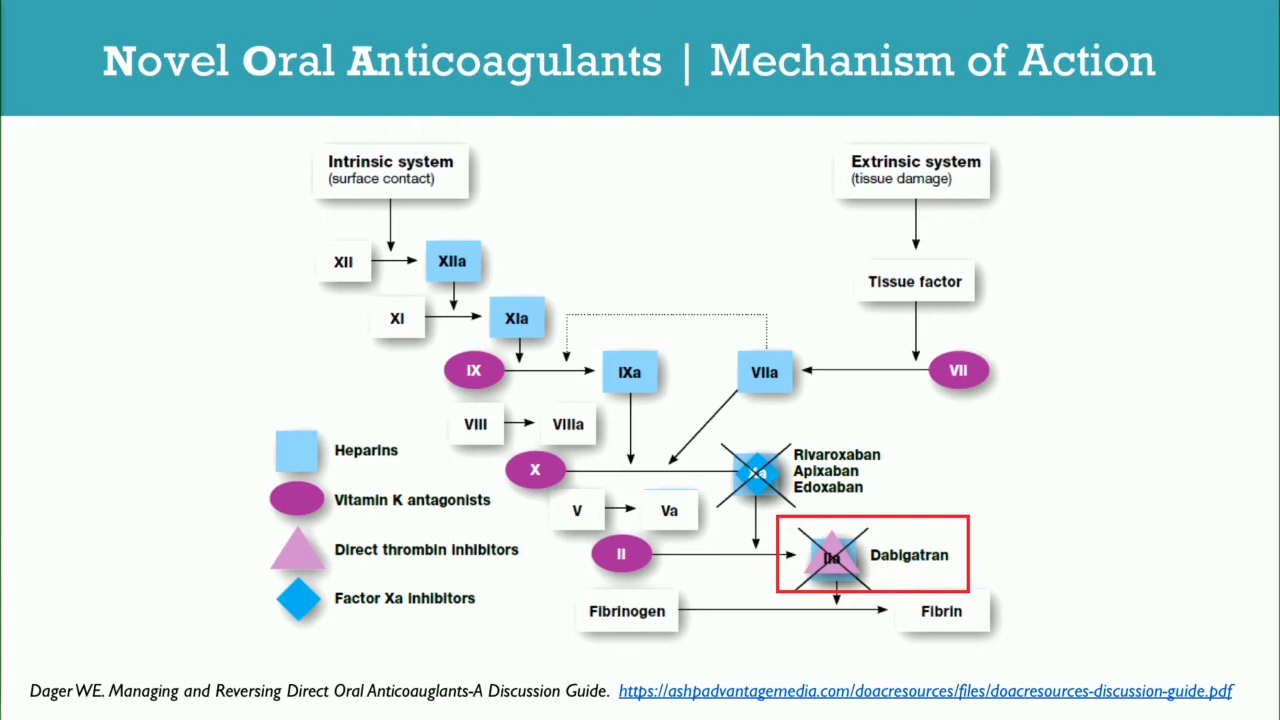 Novel Oral Anticoagulants | Mechanism of Action
Intrinsic system
(surface contact)
Extrinsic system
(tissue damage)
XII
XIIa
Tissue factor
XI
XIa
IX
IXa
VIIa
VII
VIII
VIIIa
Heparins
X
Xa
Rivaroxaban
Apixaban
Edoxaban
Vitamin K antagonists
V
Va
Direct thrombin inhibitors
II
IIa
Dabigatran
Factor Xa inhibitors
Fibrinogen
Fibrin
Dager WE. Managing and Reversing Direct Oral Anticoauglants-A Discussion Guide. https://ashpadvantagemedia.com/doacresources/files/doacresources-discussion-guide.pdf